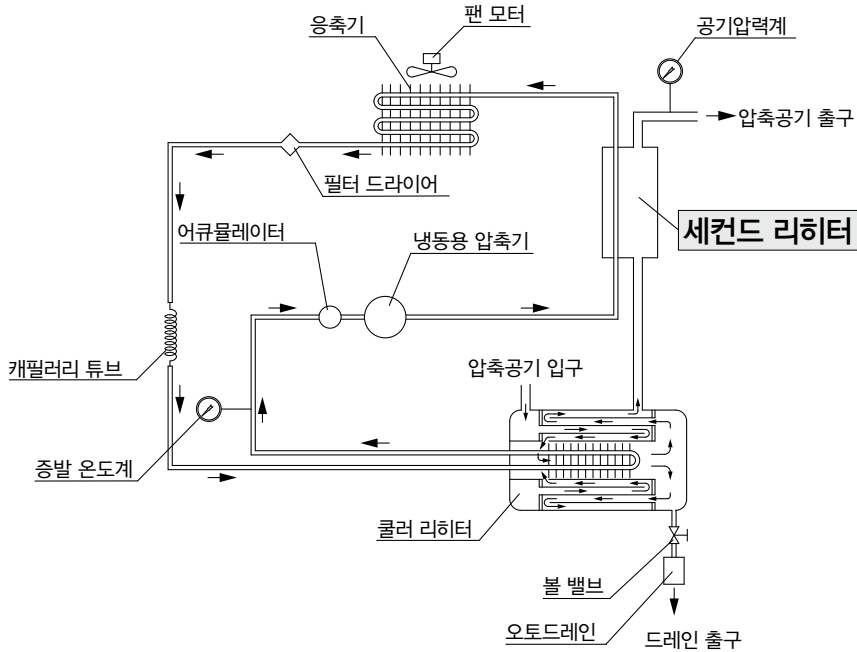 팬 모터
응축기
공기압력계
압축공기 출구
필터 드라이어
세컨드 리히터
어큐뮬레이터
냉동용 압축기
캐필러리 튜브
압축공기 입구
증발 온도계
쿨러 리히터
볼 밸브
오토드레인
드레인 출구